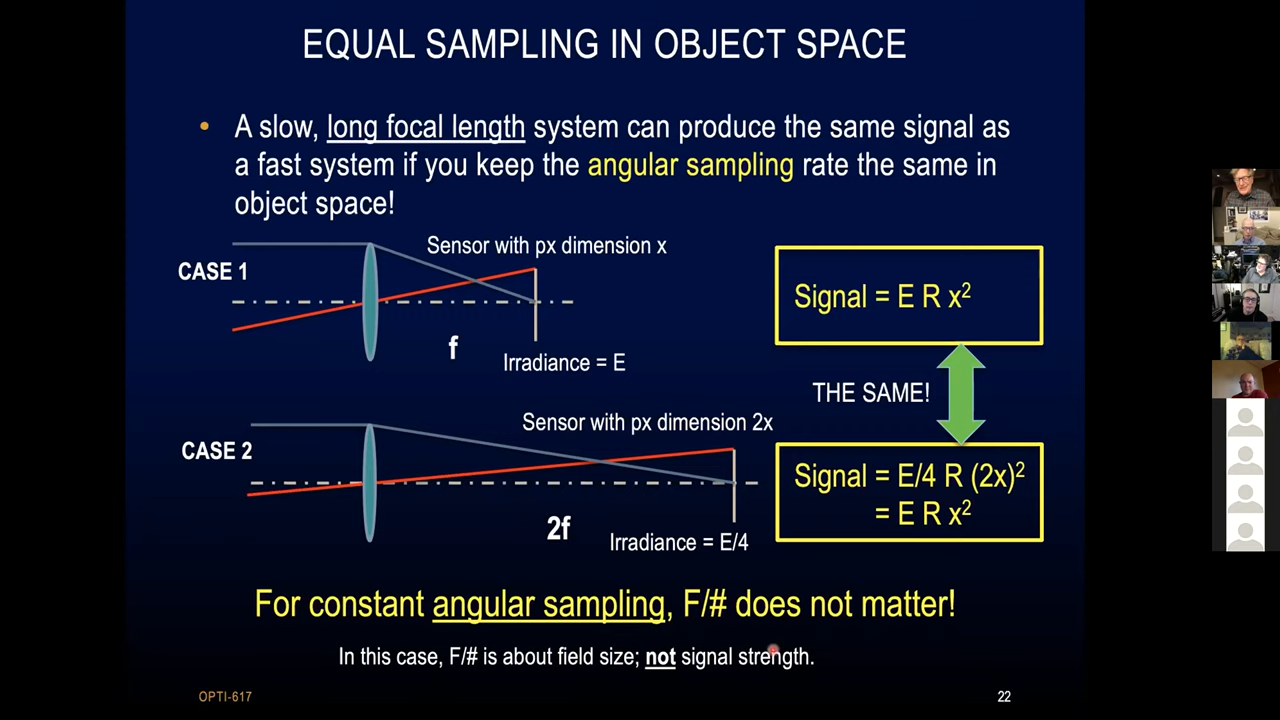 EQUAL SAMPLING IN OBJECT SPACE
• A slow, long focal length system can produce the same signal as
a fast system if you keep the angular sampling rate the same in
object space!
Sensor with px dimension x
CASE 1
Signal = E R x²
f
Irradiance = E
THE SAME!
Sensor with px dimension 2x
CASE 2
Signal = E/4 R (2x)²
= E R x²
2f
Irradiance = E/4
For constant angular sampling, F/# does not matter!
In this case, F/# is about field size; not signal strength.
OPTI-617
22